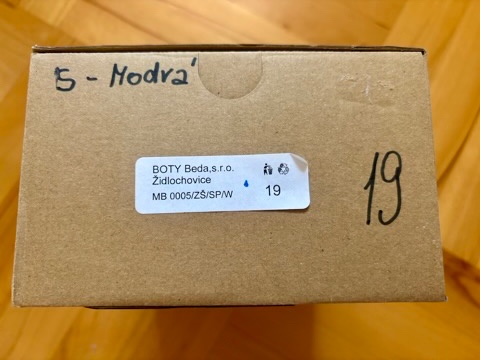 5 - Modrá
BOTY Beda,s.r.o.
Židlochovice
MB 0005/ZŠ/SP/W
19
19